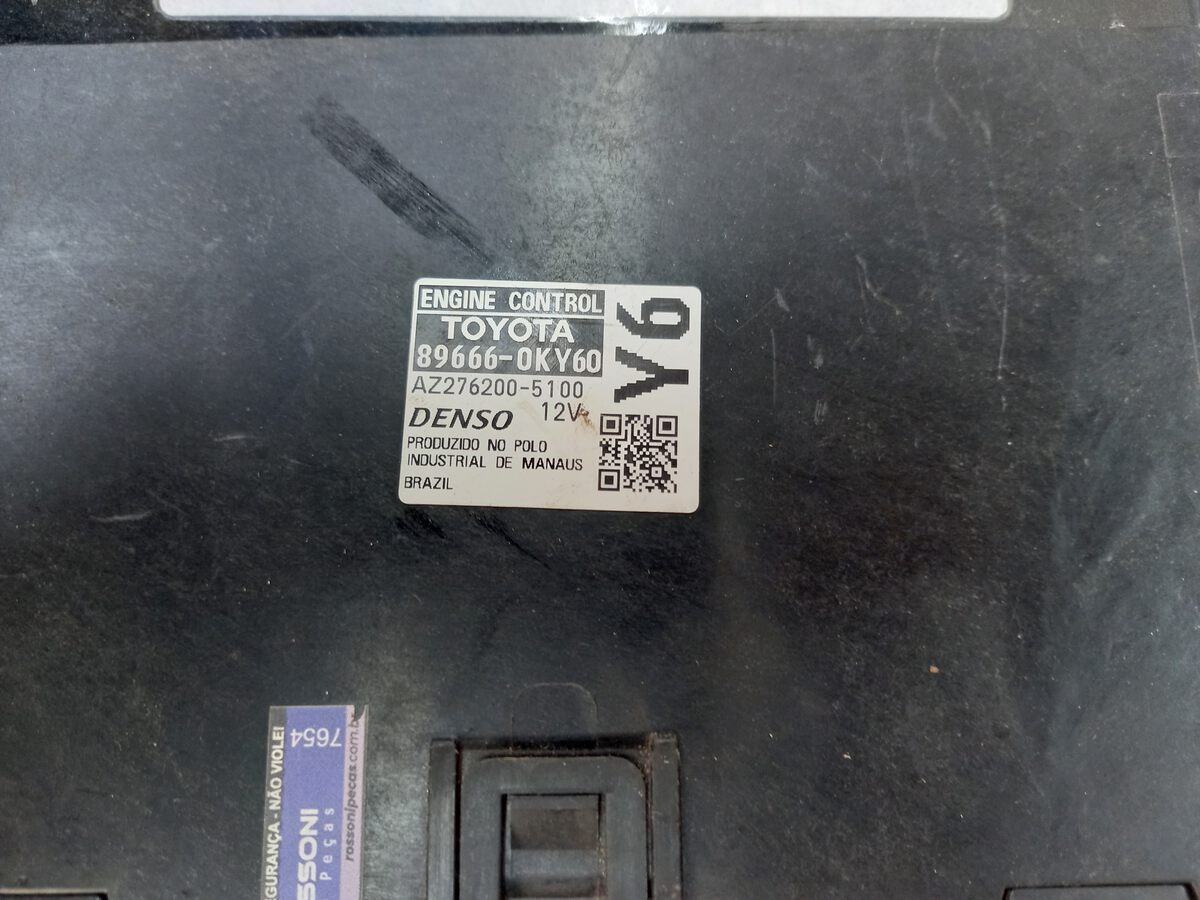 ENGINE CONTROL
TOYOTA
89666-0KY60
AZ276200-5100
12V
DENSO
PRODUZIDO NO POLO
INDUSTRIAL DE MANAUS
BRAZIL
Y6
GURANÇA - NÃO VIOLE!
7654
SSONI
Peças
rossonipecas.com.b